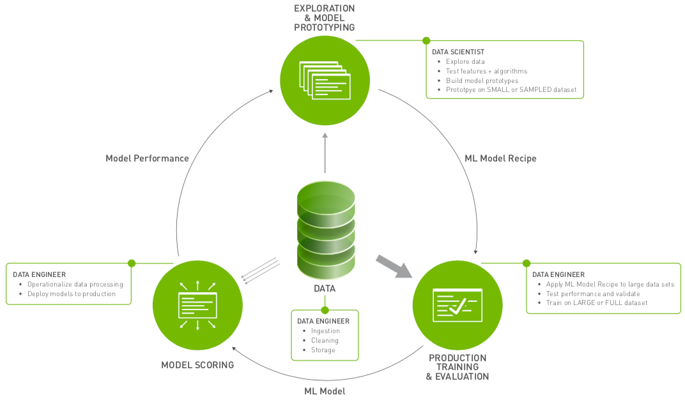 EXPLORATION
& MODEL
PROTOTYPING
DATA SCIENTIST
• Explore data
• Test features + algorithms
• Build model prototypes
• Prototpye on SMALL or SAMPLED dataset
Model Performance
ML Model Recipe
DATA ENGINEER
• Operationalize data processing
• Deploy models to production
DATA
DATA ENGINEER
• Apply ML Model Recipe to large data sets
• Test performance and validate
• Train on LARGE or FULL dataset
DATA ENGINEER
• Ingestion
• Cleaning
• Storage
MODEL SCORING
PRODUCTION
TRAINING
& EVALUATION
ML Model